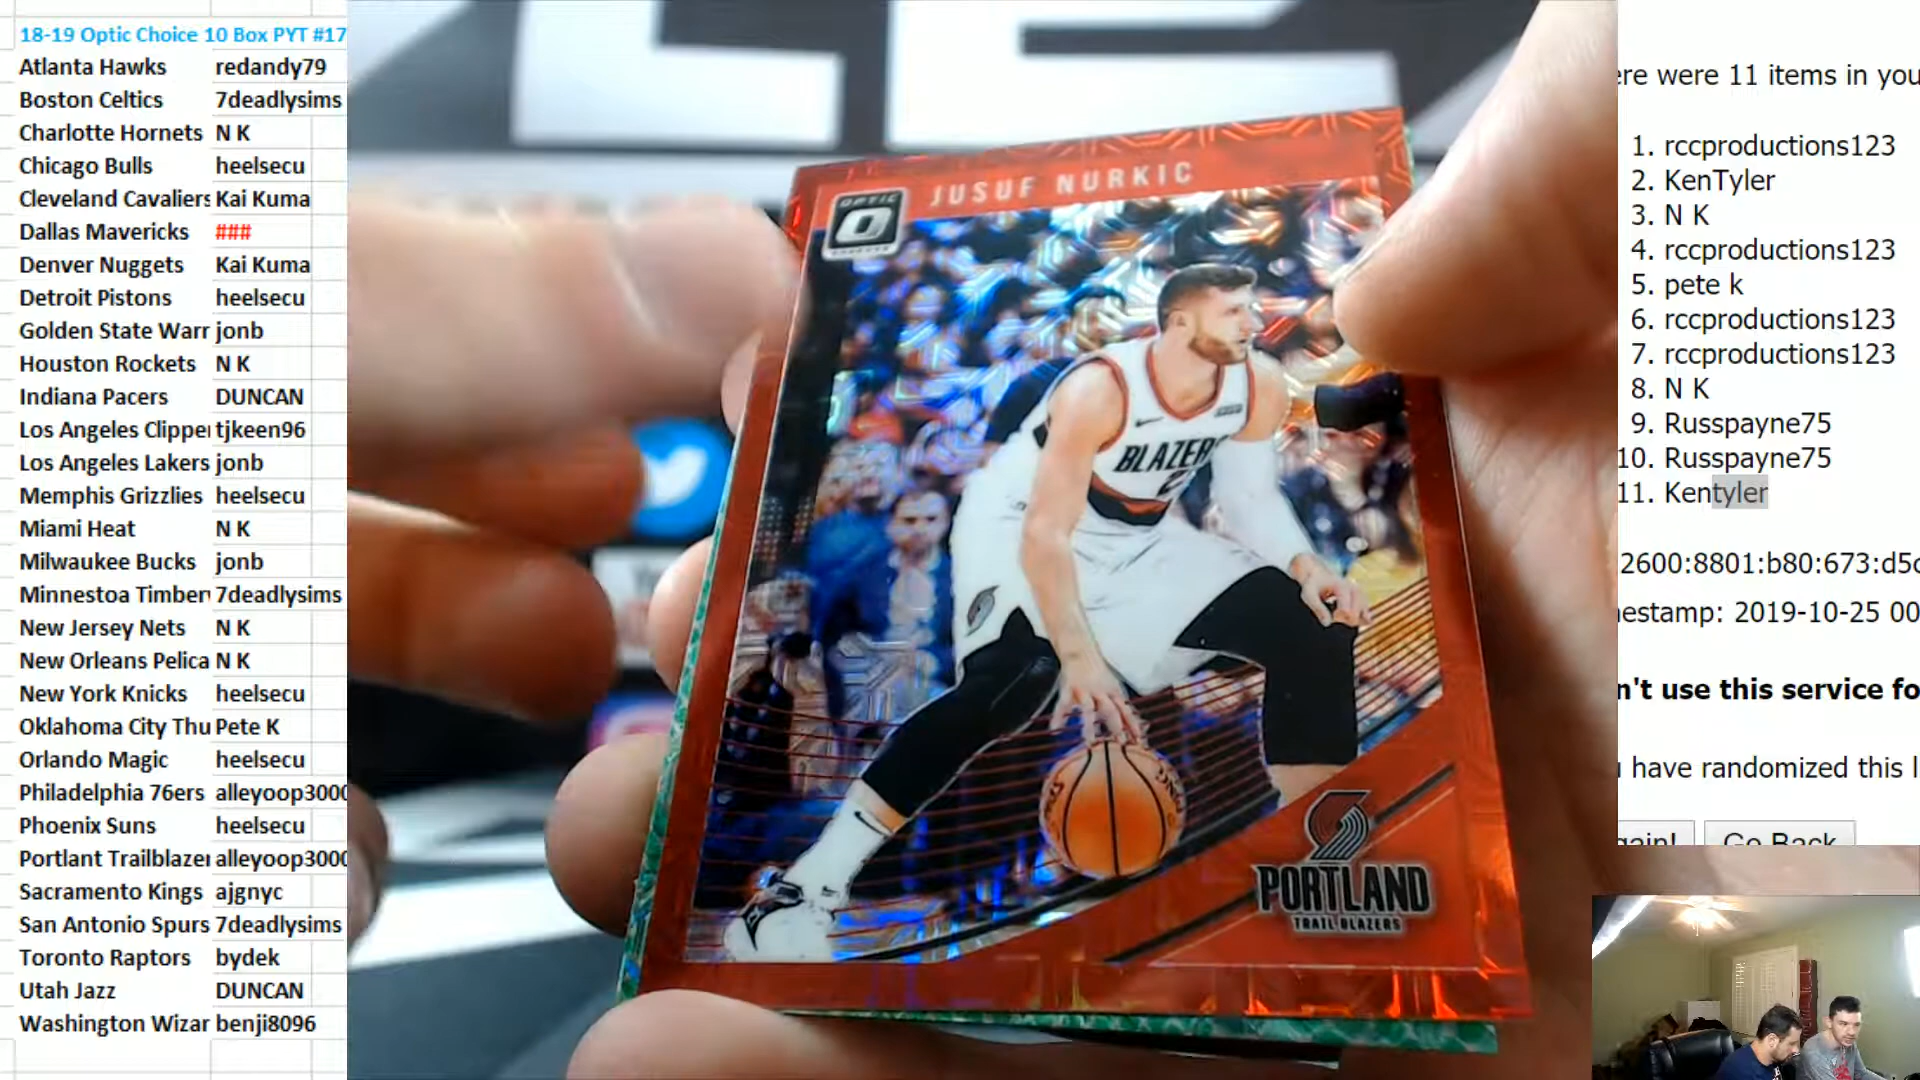 18-19 Optic Choice 10 Box PYT #17
Atlanta Hawks redandy79
Boston Celtics 7deadlysims
Charlotte Hornets N K
Chicago Bulls heelsecu
Cleveland Cavaliers Kai Kuma
Dallas Mavericks ###
Denver Nuggets Kai Kuma
Detroit Pistons heelsecu
Golden State Warr jonb
Houston Rockets N K
Indiana Pacers DUNCAN
Los Angeles Clipper tjkeen96
Los Angeles Lakers jonb
Memphis Grizzlies heelsecu
Miami Heat N K
Milwaukee Bucks jonb
Minnestoa Timberv 7deadlysims
New Jersey Nets N K
New Orleans Pelica N K
New York Knicks heelsecu
Oklahoma City Thu Pete K
Orlando Magic heelsecu
Philadelphia 76ers alleyoop3000
Phoenix Suns heelsecu
Portlant Trailblazer alleyoop3000
Sacramento Kings ajgnyc
San Antonio Spurs 7deadlysims
Toronto Raptors bydek
Utah Jazz DUNCAN
Washington Wizar benji8096
JUSUF NURKIC
OPTIC
BLAZER
2
PORTLAND
TRAIL BLAZERS
ere were 11 items in you
1. rccproductions123
2. KenTyler
3. N K
4. rccproductions123
5. pete k
6. rccproductions123
7. rccproductions123
8. N K
9. Russpayne75
10. Russpayne75
11. Kentyler
2600:8801:b80:673:d5c
nestamp: 2019-10-25 00
n't use this service fo
have randomized this l
gain! Go Back